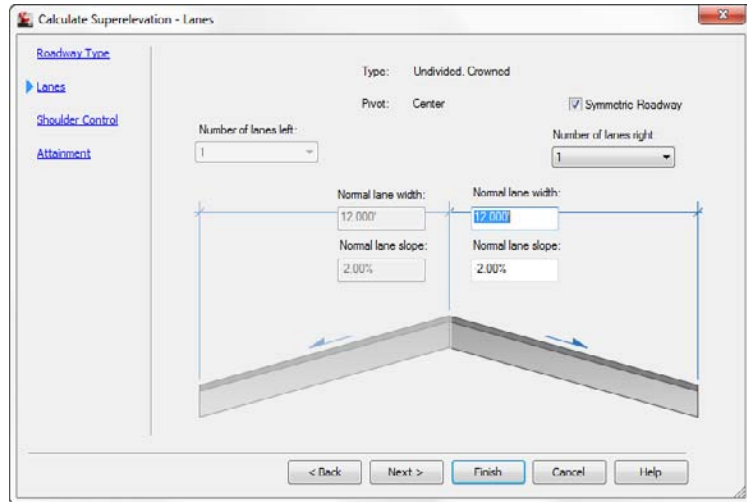 Calculate Superelevation - Lanes
Roadway Type
Lanes
Shoulder Control
Attainment
Type: Undivided, Crowned
Pivot: Center
Symmetric Roadway
Number of lanes left:
1
Number of lanes right:
1
Normal lane width:
12.000'
Normal lane slope:
2.00%
Normal lane width:
12.000'
Normal lane slope:
2.00%
< Back
Next >
Finish
Cancel
Help